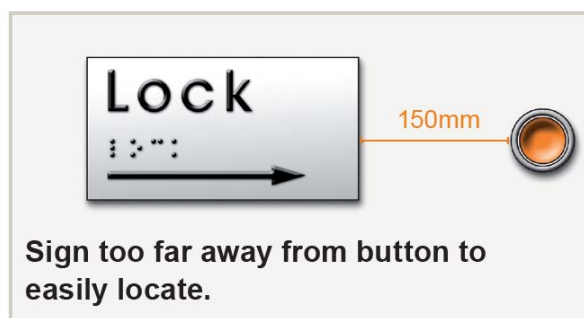 Lock
⠇⠕⠉⠅
150mm
Sign too far away from button to
easily locate.